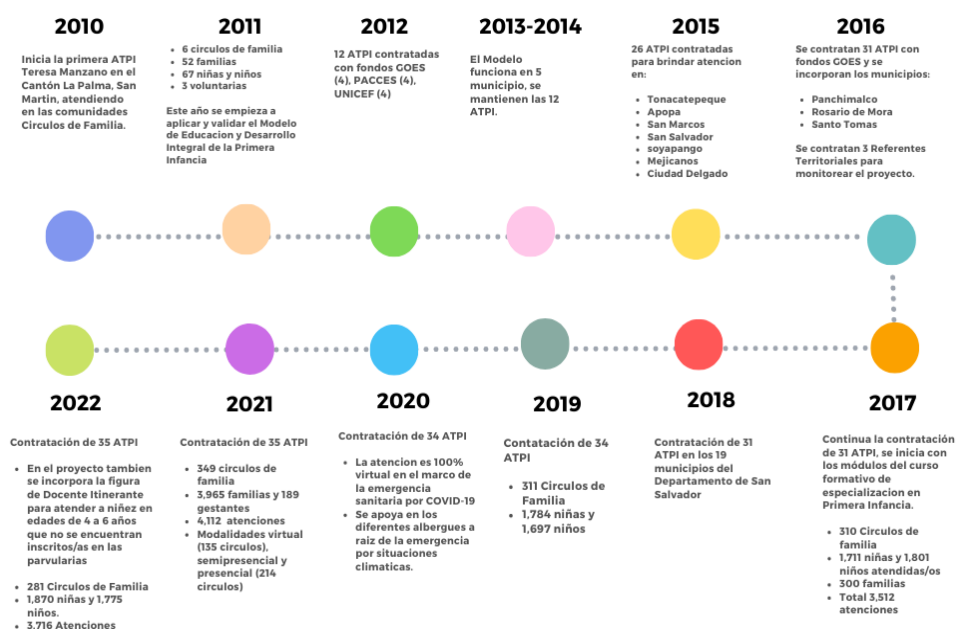 2010
Inicia la primera ATPI
Teresa Manzano en el
Cantón La Palma, San
Martin, atendiendo
en las comunidades
Circulos de Familia.
2011
• 6 circulos de familia
• 52 familias
• 67 niñas y niños
• 3 voluntarias
Este año se empieza a
aplicar y validar el Modelo
de Educacion y Desarrollo
Integral de la Primera
Infancia
2012
12 ATPI contratadas
con fondos GOES
(4), PACCES (4),
UNICEF (4)
2013-2014
El Modelo
funciona en 5
municipio, se
mantienen las 12
ATPI.
2015
26 ATPI contratadas
para brindar atencion
en:
• Tonacatepeque
• Apopa
• San Marcos
• San Salvador
• soyapango
• Mejicanos
• Ciudad Delgado
2016
Se contratan 31 ATPI con
fondos GOES y se
incorporan los municipios:
• Panchimalco
• Rosario de Mora
• Santo Tomas
Se contratan 3 Referentes
Territoriales para
monitorear el proyecto.
2022
Contratación de 35 ATPI
• En el proyecto tambien
se incorpora la figura
de Docente Itinerante
para atender a niñez en
edades de 4 a 6 años
que no se encuentran
inscritos/as en las
parvularias
• 281 Circulos de Familia
• 1,870 niñas y 1,775
niños.
• 3,716 Atenciones
2021
Contratación de 35 ATPI
• 349 circulos de
familia
• 3,965 familias y 189
gestantes
• 4,112 atenciones
• Modalidades virtual
(135 circulos),
semipresencial y
presencial (214
circulos)
2020
Contratación de 34 ATPI
• La atencion es 100%
virtual en el marco de
la emergencia
sanitaria por COVID-19
• Se apoya en los
diferentes albergues a
raiz de la emergencia
por situaciones
climaticas.
2019
Contatación de 34
ATPI
• 311 Circulos de
Familia
• 1,784 niñas y
1,697 niños
2018
Contratación de 31
ATPI en los 19
municipios del
Departamento de San
Salvador
2017
Continua la contratación
de 31 ATPI, se inicia con
los módulos del curso
formativo de
especializacion en
Primera Infancia.
• 310 Circulos de
familia
• 1,711 niñas y 1,801
niños atendidas/os
• 300 familias
• Total 3,512
atenciones